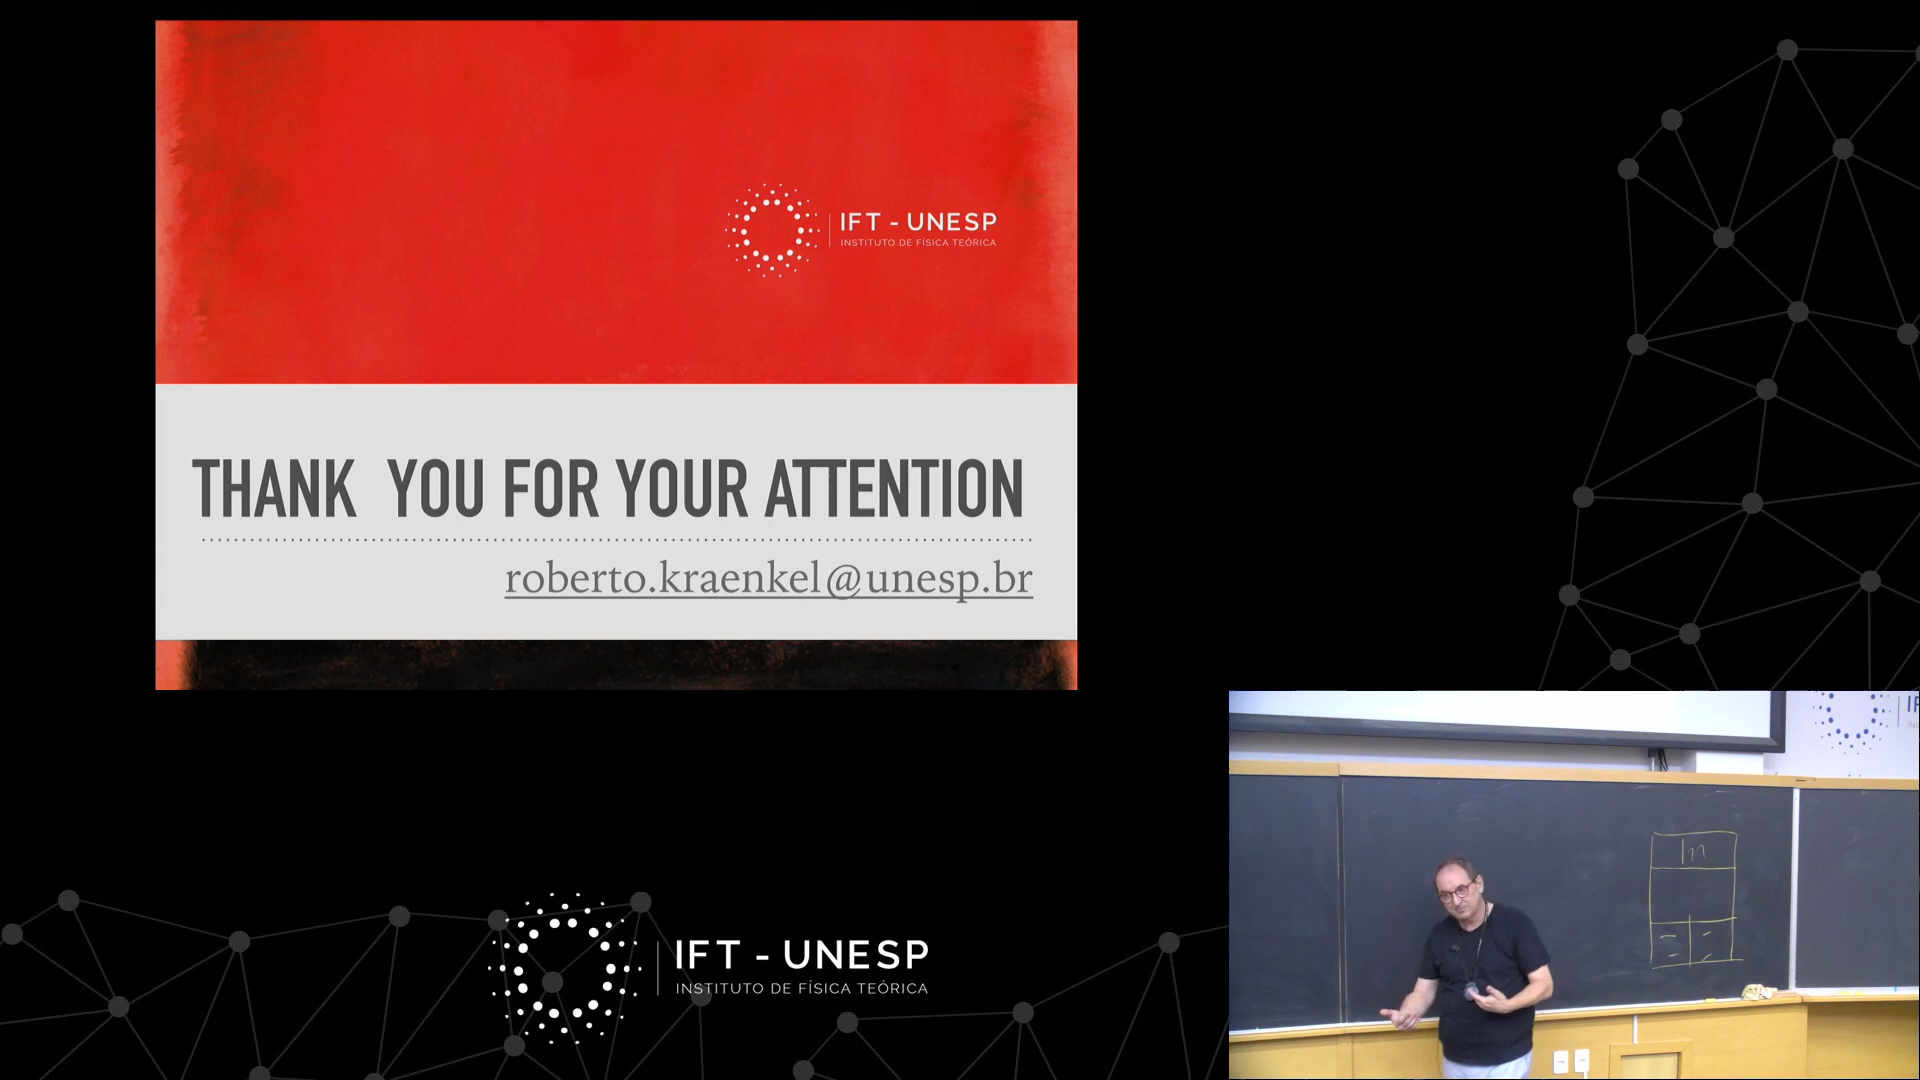 IFT - UNESP
INSTITUTO DE FÍSICA TEÓRICA
THANK YOU FOR YOUR ATTENTION
roberto.kraenkel@unesp.br
IFT - UNESP
INSTITUTO DE FÍSICA TEÓRICA